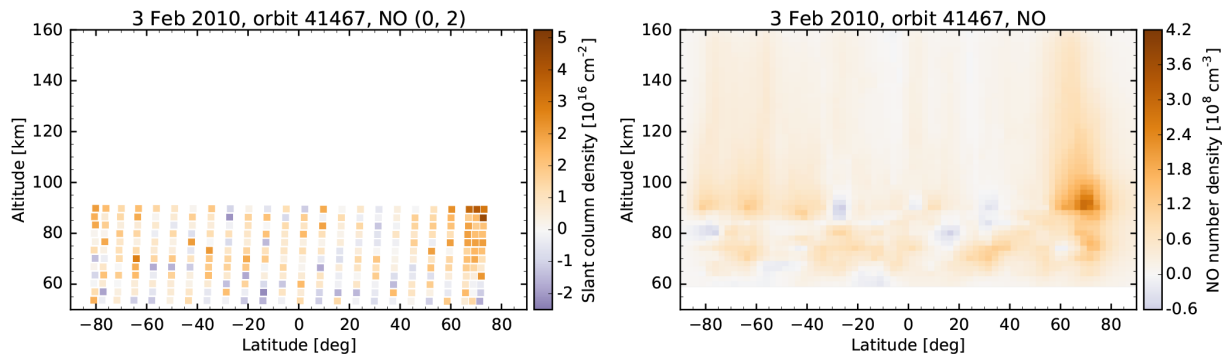 3 Feb 2010, orbit 41467, NO (0, 2)
160
140
120
100
80
60
Altitude [km]
−80 −60 −40 −20 0 20 40 60 80
Latitude [deg]
5
4
3
2
1
0
-1
-2
Slant column density [10^16 cm^-2]
3 Feb 2010, orbit 41467, NO
160
140
120
100
80
60
Altitude [km]
−80 −60 −40 −20 0 20 40 60 80
Latitude [deg]
4.2
3.6
3.0
2.4
1.8
1.2
0.6
0.0
-0.6
NO number density [10^8 cm^-3]